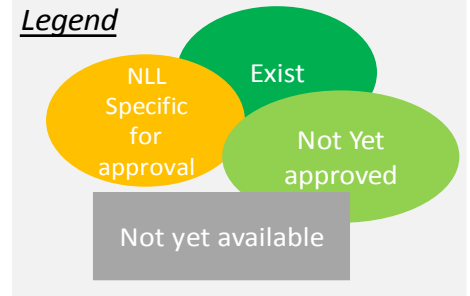 Legend
Exist
NLL
Specific
for
approval
Not Yet
approved
Not yet available